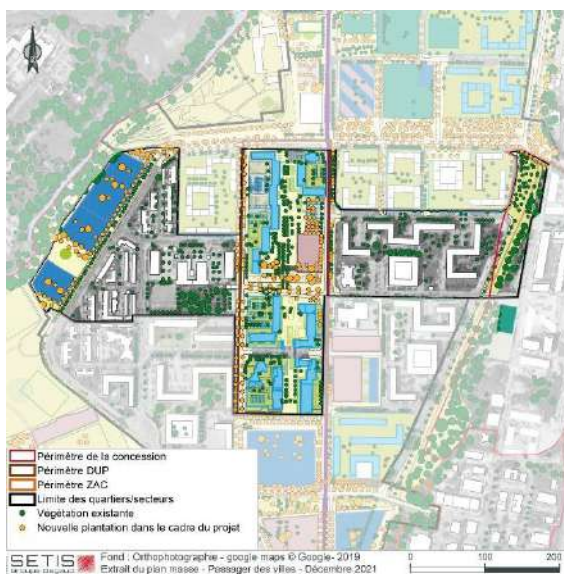 N
Périmètre de la concession
Périmètre DUP
Périmètre ZAC
Limite des quartiers/secteurs
Végétation existante
Nouvelle plantation dans le cadre du projet
SETIS
Fond : Orthophotographie - google maps © Google- 2019
Extrait du plan masse - Passager des villes - Décembre 2021
0 100 200